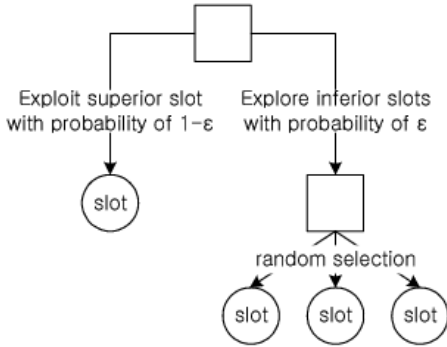 Exploit superior slot
with probability of 1-ε
Explore inferior slots
with probability of ε
slot
random selection
slot
slot
slot